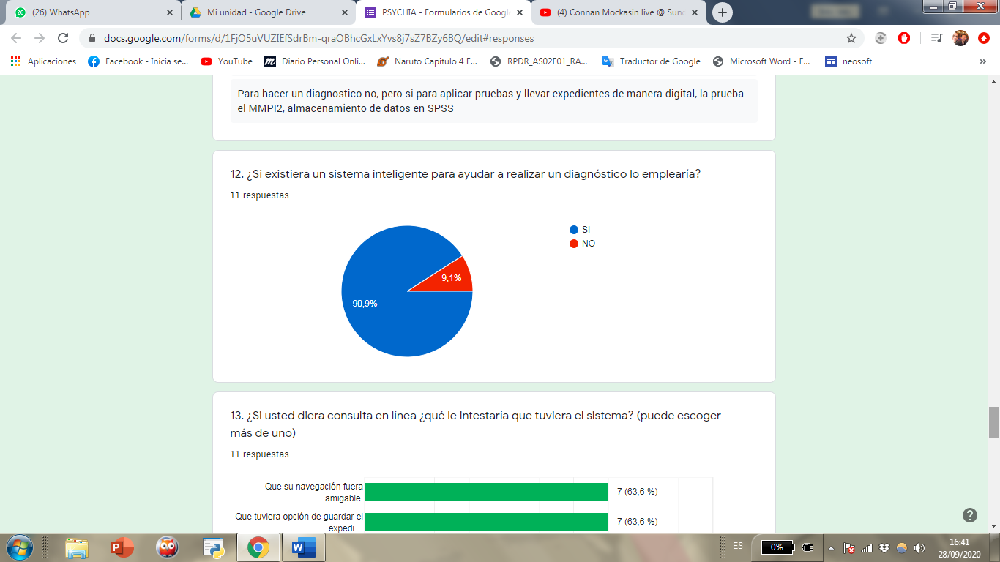 (26) WhatsApp
Mi unidad - Google Drive
PSYCHIA - Formularios de Googl
(4) Connan Mockasin live @ Sund
docs.google.com/forms/d/1FjO5uVUZIEfSdrBm-qraOBhcGxLxYvs8j7sZ7BZy6BQ/edit#responses
Aplicaciones
Facebook - Inicia se...
YouTube
Diario Personal Onli...
Naruto Capitulo 4 E...
RPDR_AS02E01_RA...
Traductor de Google
Microsoft Word - E...
neosoft
Para hacer un diagnostico no, pero si para aplicar pruebas y llevar expedientes de manera digital, la prueba
el MMPI2, almacenamiento de datos en SPSS
12. ¿Si existiera un sistema inteligente para ayudar a realizar un diagnóstico lo emplearía?
11 respuestas
SI
NO
9,1%
90,9%
13. ¿Si usted diera consulta en línea ¿qué le intestaría que tuviera el sistema? (puede escoger
más de uno)
11 respuestas
Que su navegación fuera
amigable.
7 (63,6 %)
Que tuviera opción de guardar el
expedi...
7 (63,6 %)
ES
0%
16:41
28/09/2020